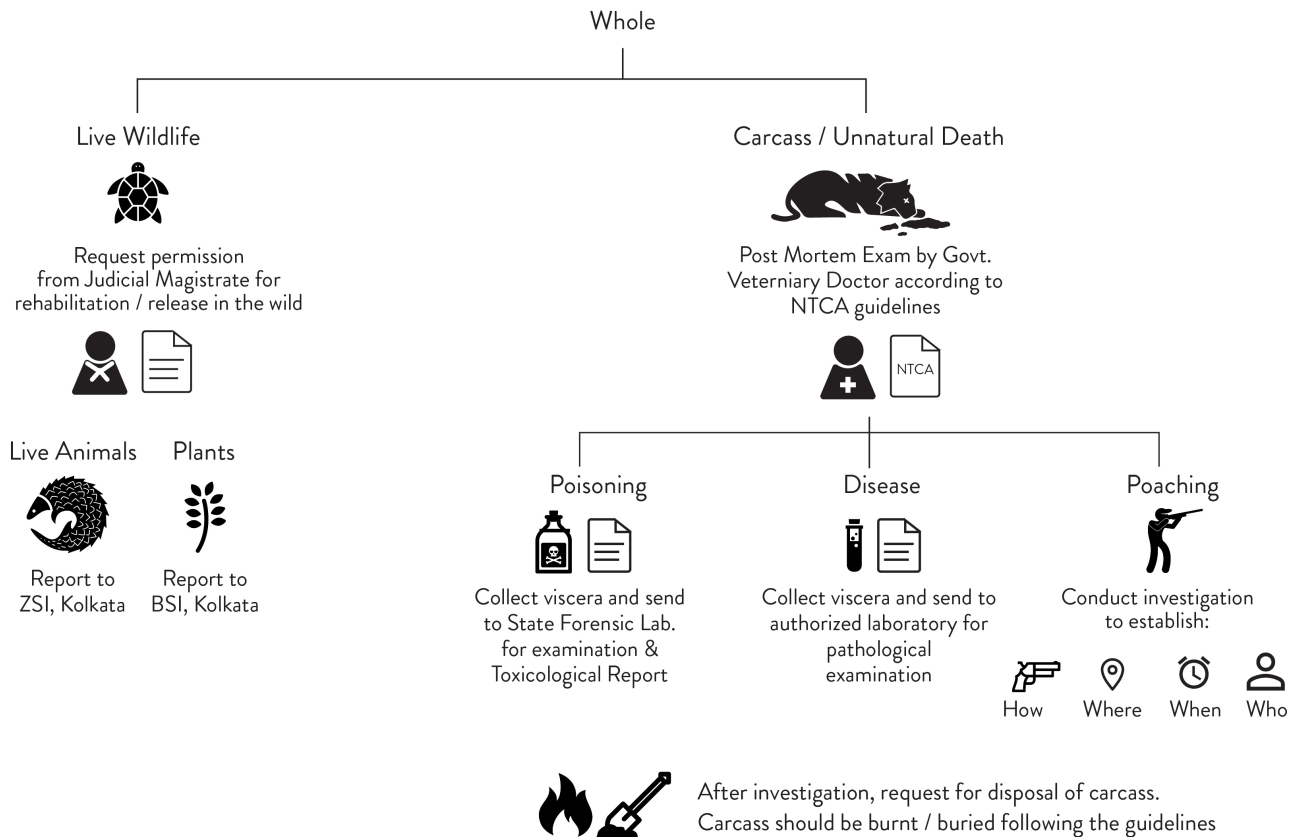 Whole
Live Wildlife
Request permission
from Judicial Magistrate for
rehabilitation / release in the wild
Live Animals
Report to
ZSI, Kolkata
Plants
Report to
BSI, Kolkata
Carcass / Unnatural Death
Post Mortem Exam by Govt.
Veterniary Doctor according to
NTCA guidelines
NTCA
Poisoning
Collect viscera and send
to State Forensic Lab.
for examination &
Toxicological Report
Disease
Collect viscera and send to
authorized laboratory for
pathological
examination
Poaching
Conduct investigation
to establish:
How
Where
When
Who
After investigation, request for disposal of carcass.
Carcass should be burnt / buried following the guidelines